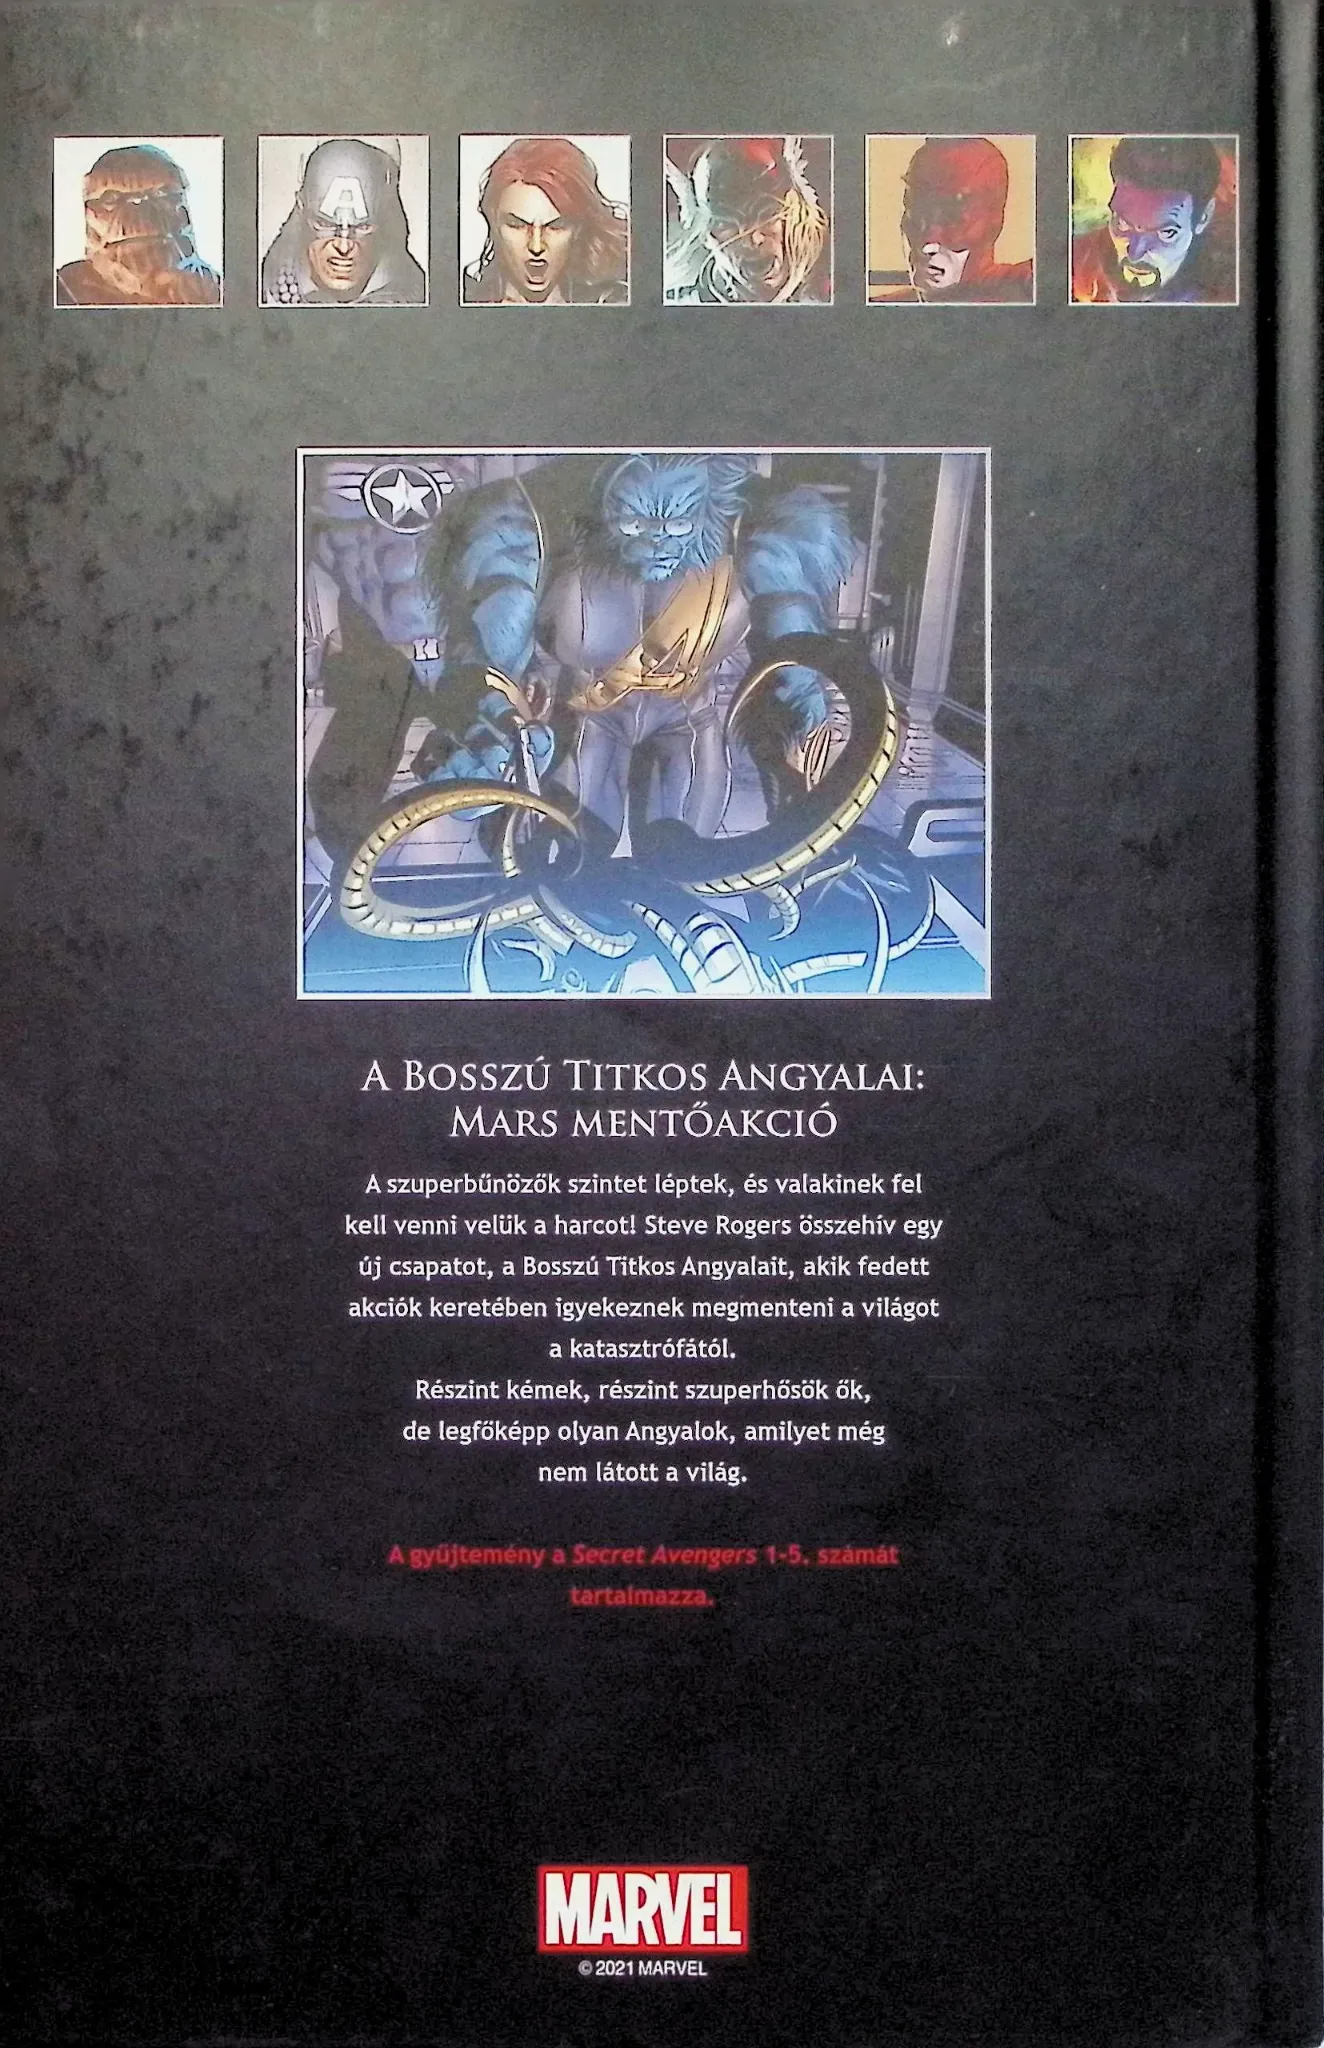 A BOSSZÚ TITKOS ANGYALAI:
MARS MENTŐAKCIÓ
A szuperbűnözők szintet léptek, és valakinek fel
kell venni velük a harcot! Steve Rogers összehív egy
új csapatot, a Bosszú Titkos Angyalait, akik fedett
akciók keretében igyekeznek megmenteni a világot
a katasztrófától.
Részint kémek, részint szuperhősök ők,
de legfőképp olyan Angyalok, amilyet még
nem látott a világ.
A gyűjtemény a Secret Avengers 1-5. számát
tartalmazza.
MARVEL
© 2021 MARVEL